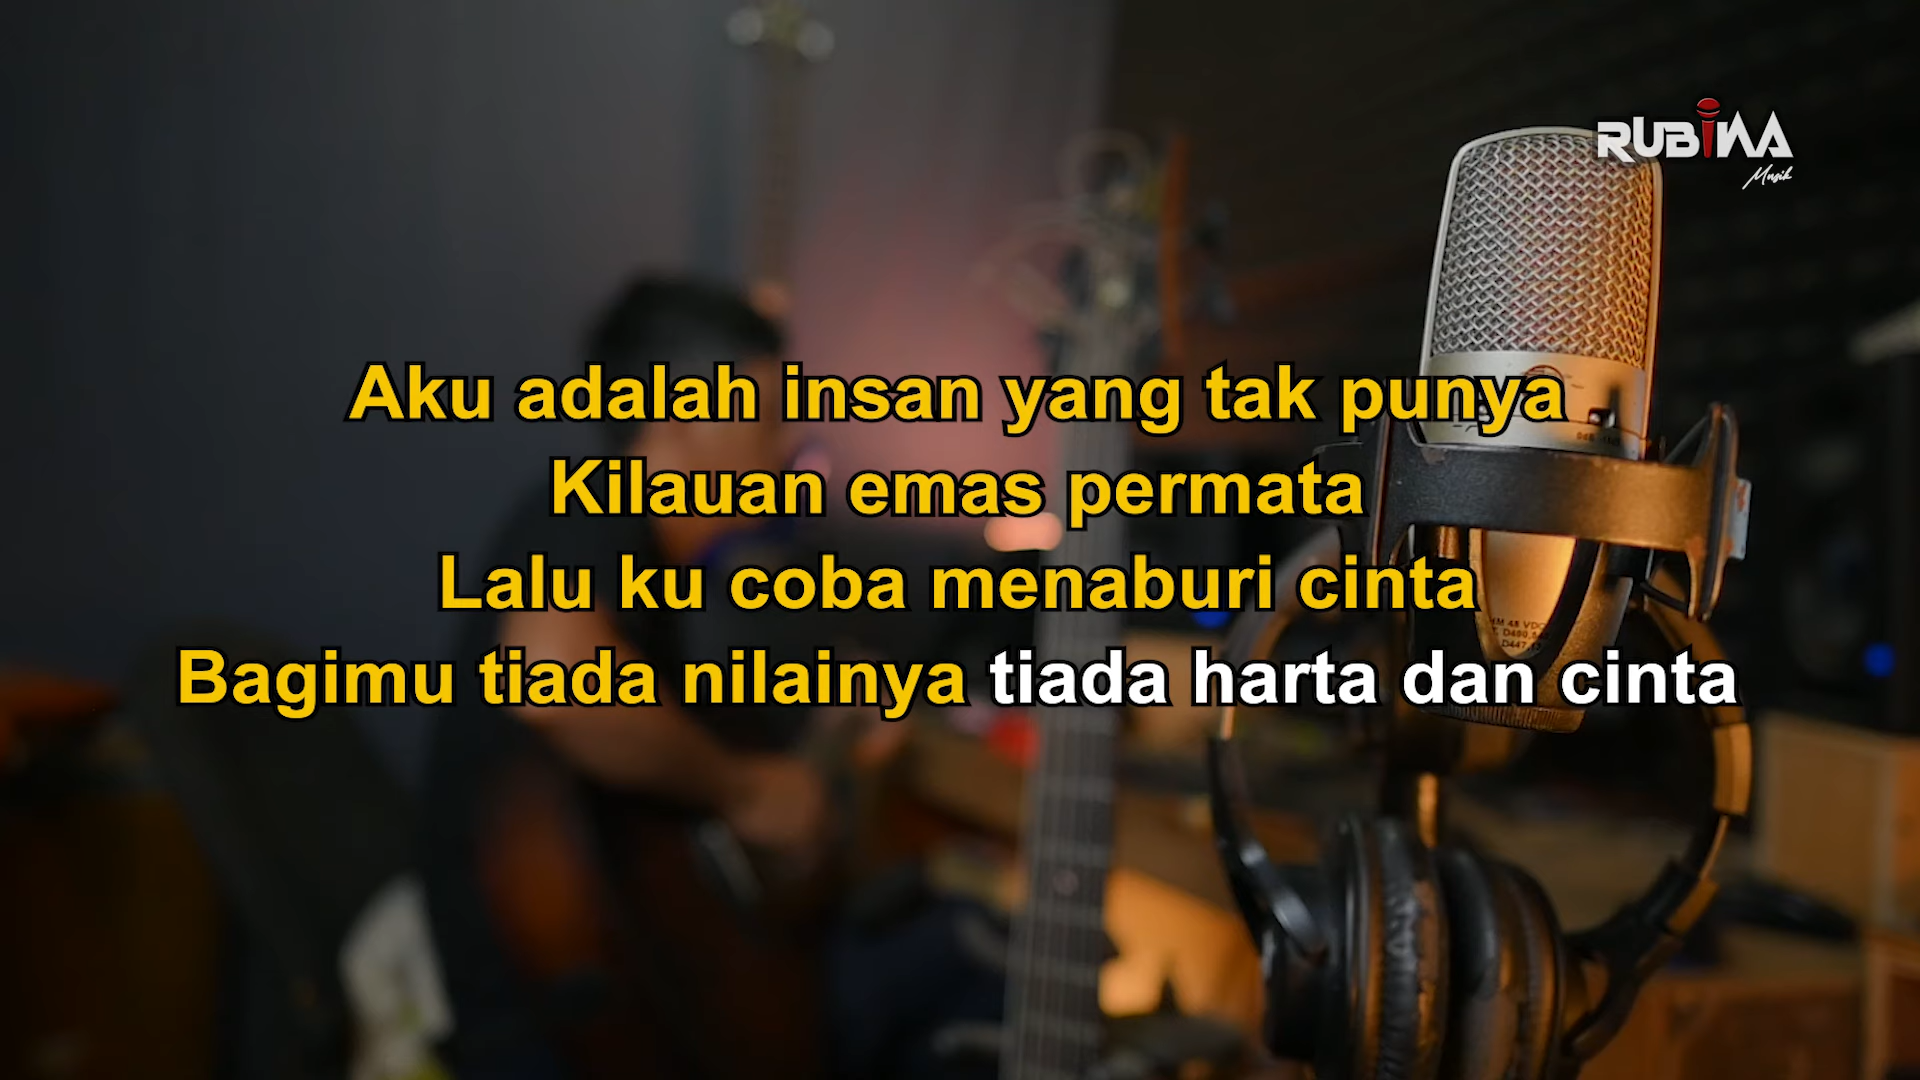 RUBINA
Musik
Aku adalah insan yang tak punya
Kilauan emas permata
Lalu ku coba menaburi cinta
Bagimu tiada nilainya tiada harta dan cinta